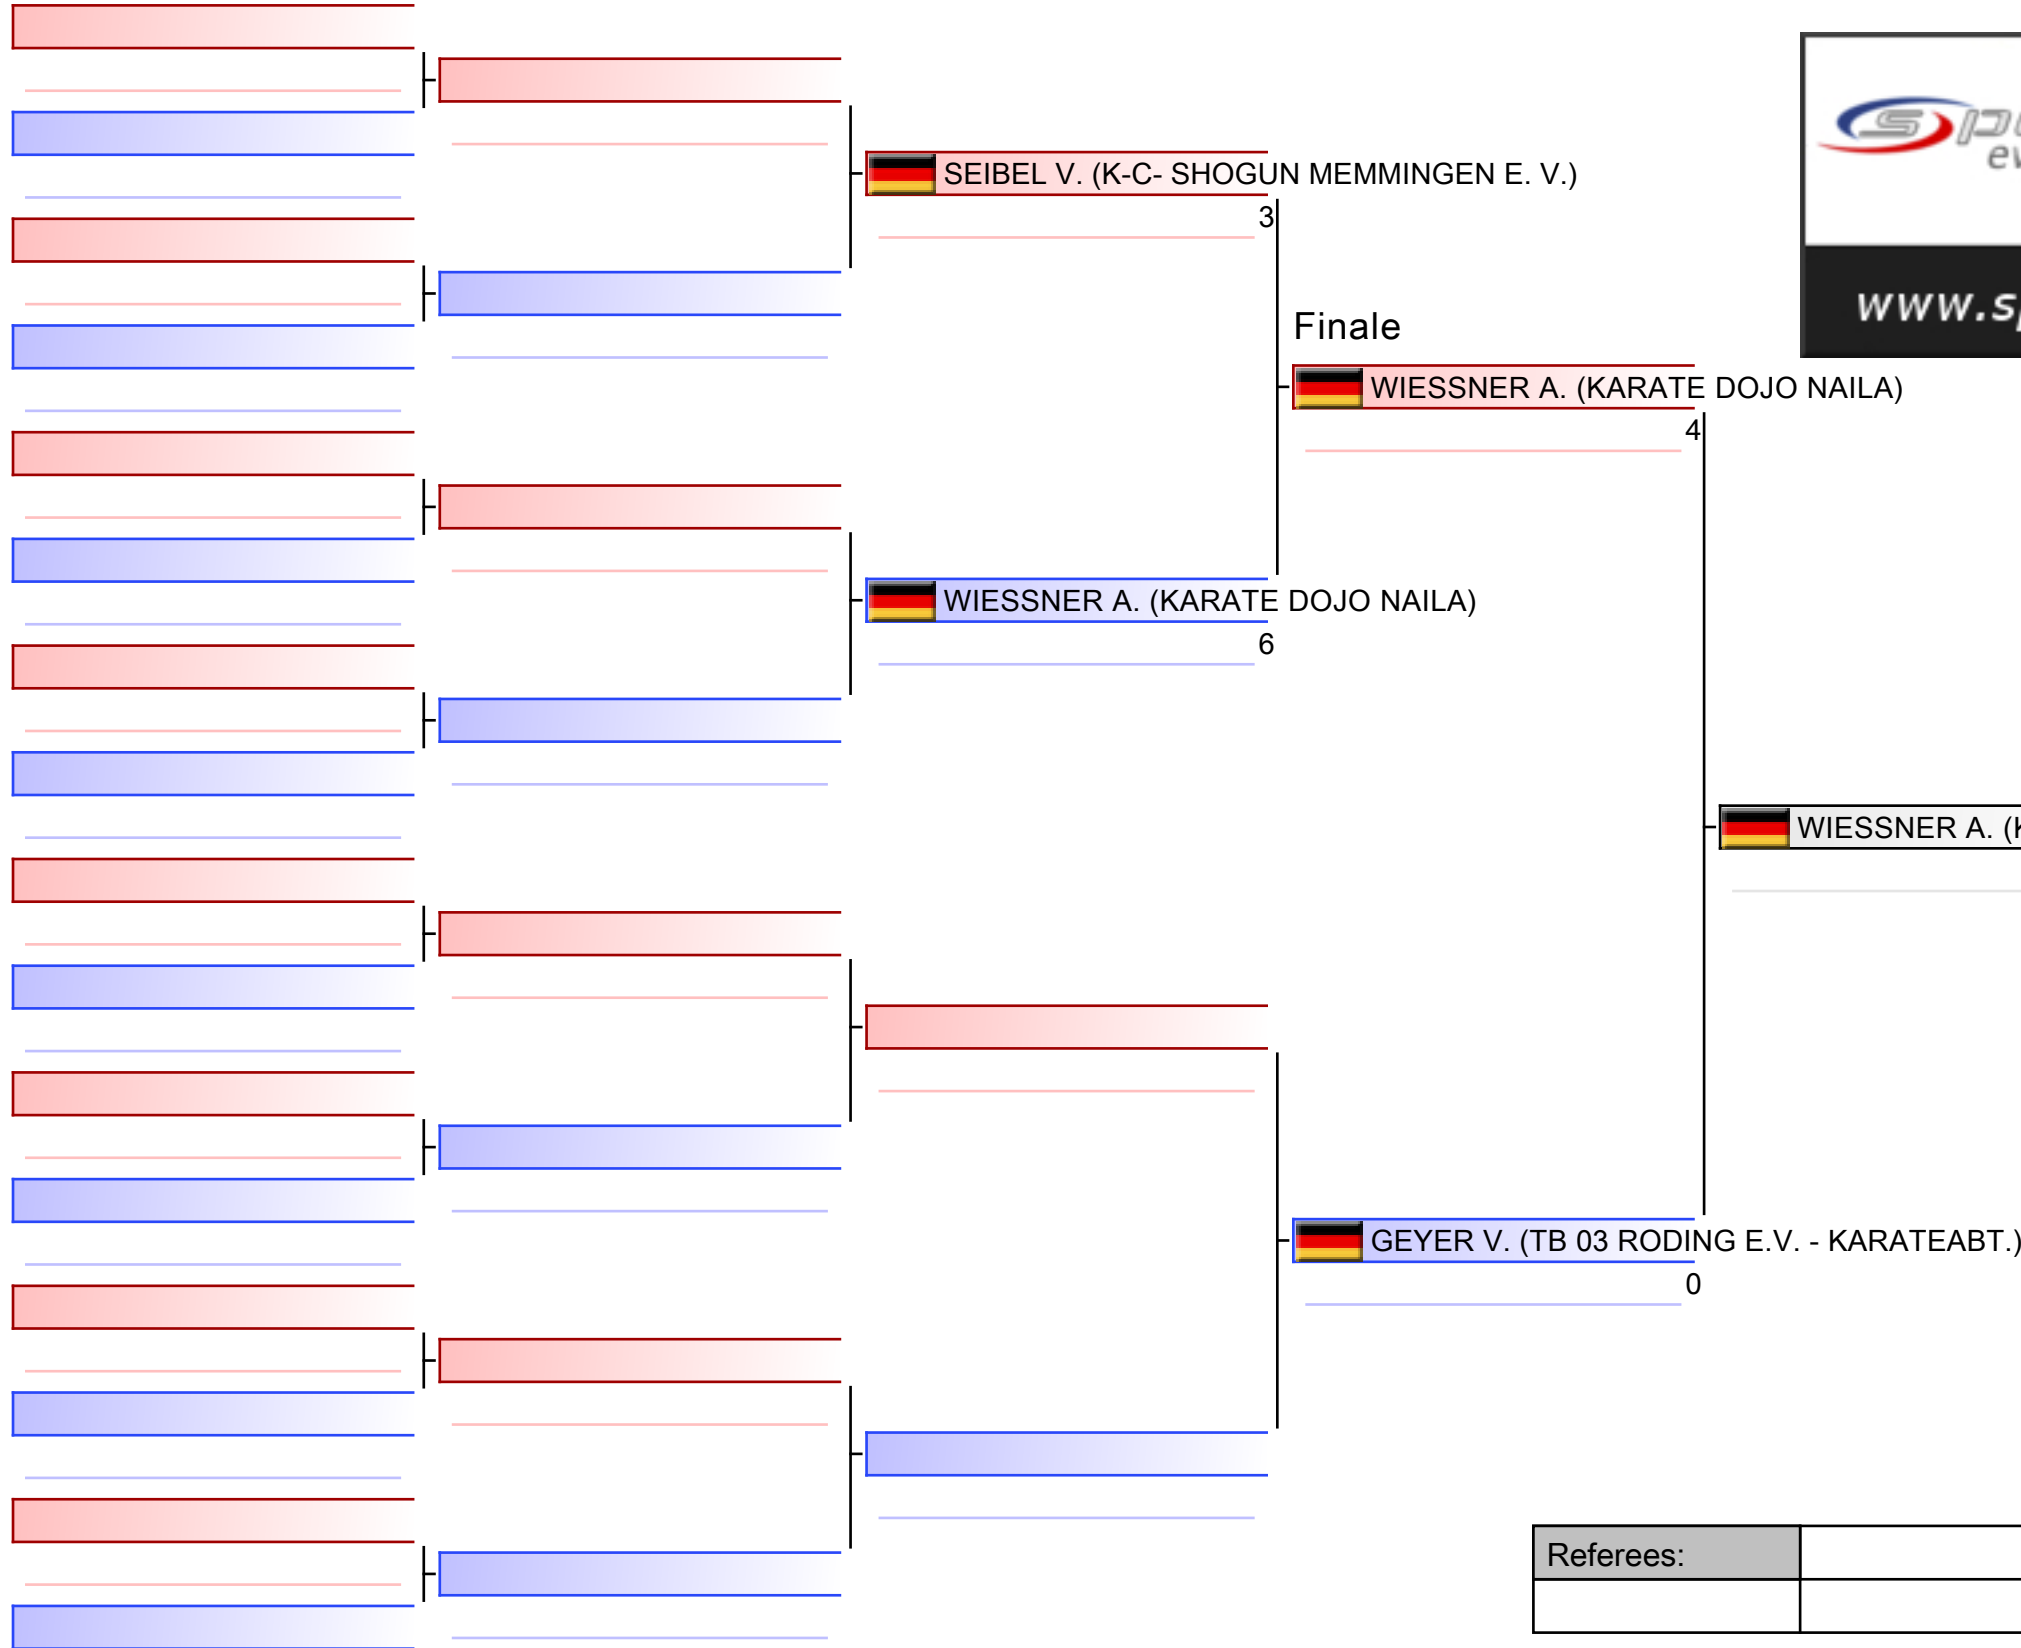 SEIBEL V. (K-C- SHOGUN MEMMINGEN E. V.)
3
Finale
WIESSNER A. (KARATE DOJO NAILA)
4
WIESSNER A. (KARATE DOJO NAILA)
6
WIESSNER A. (
GEYER V. (TB 03 RODING E.V. - KARATEABT.)
0
www.s
Referees: